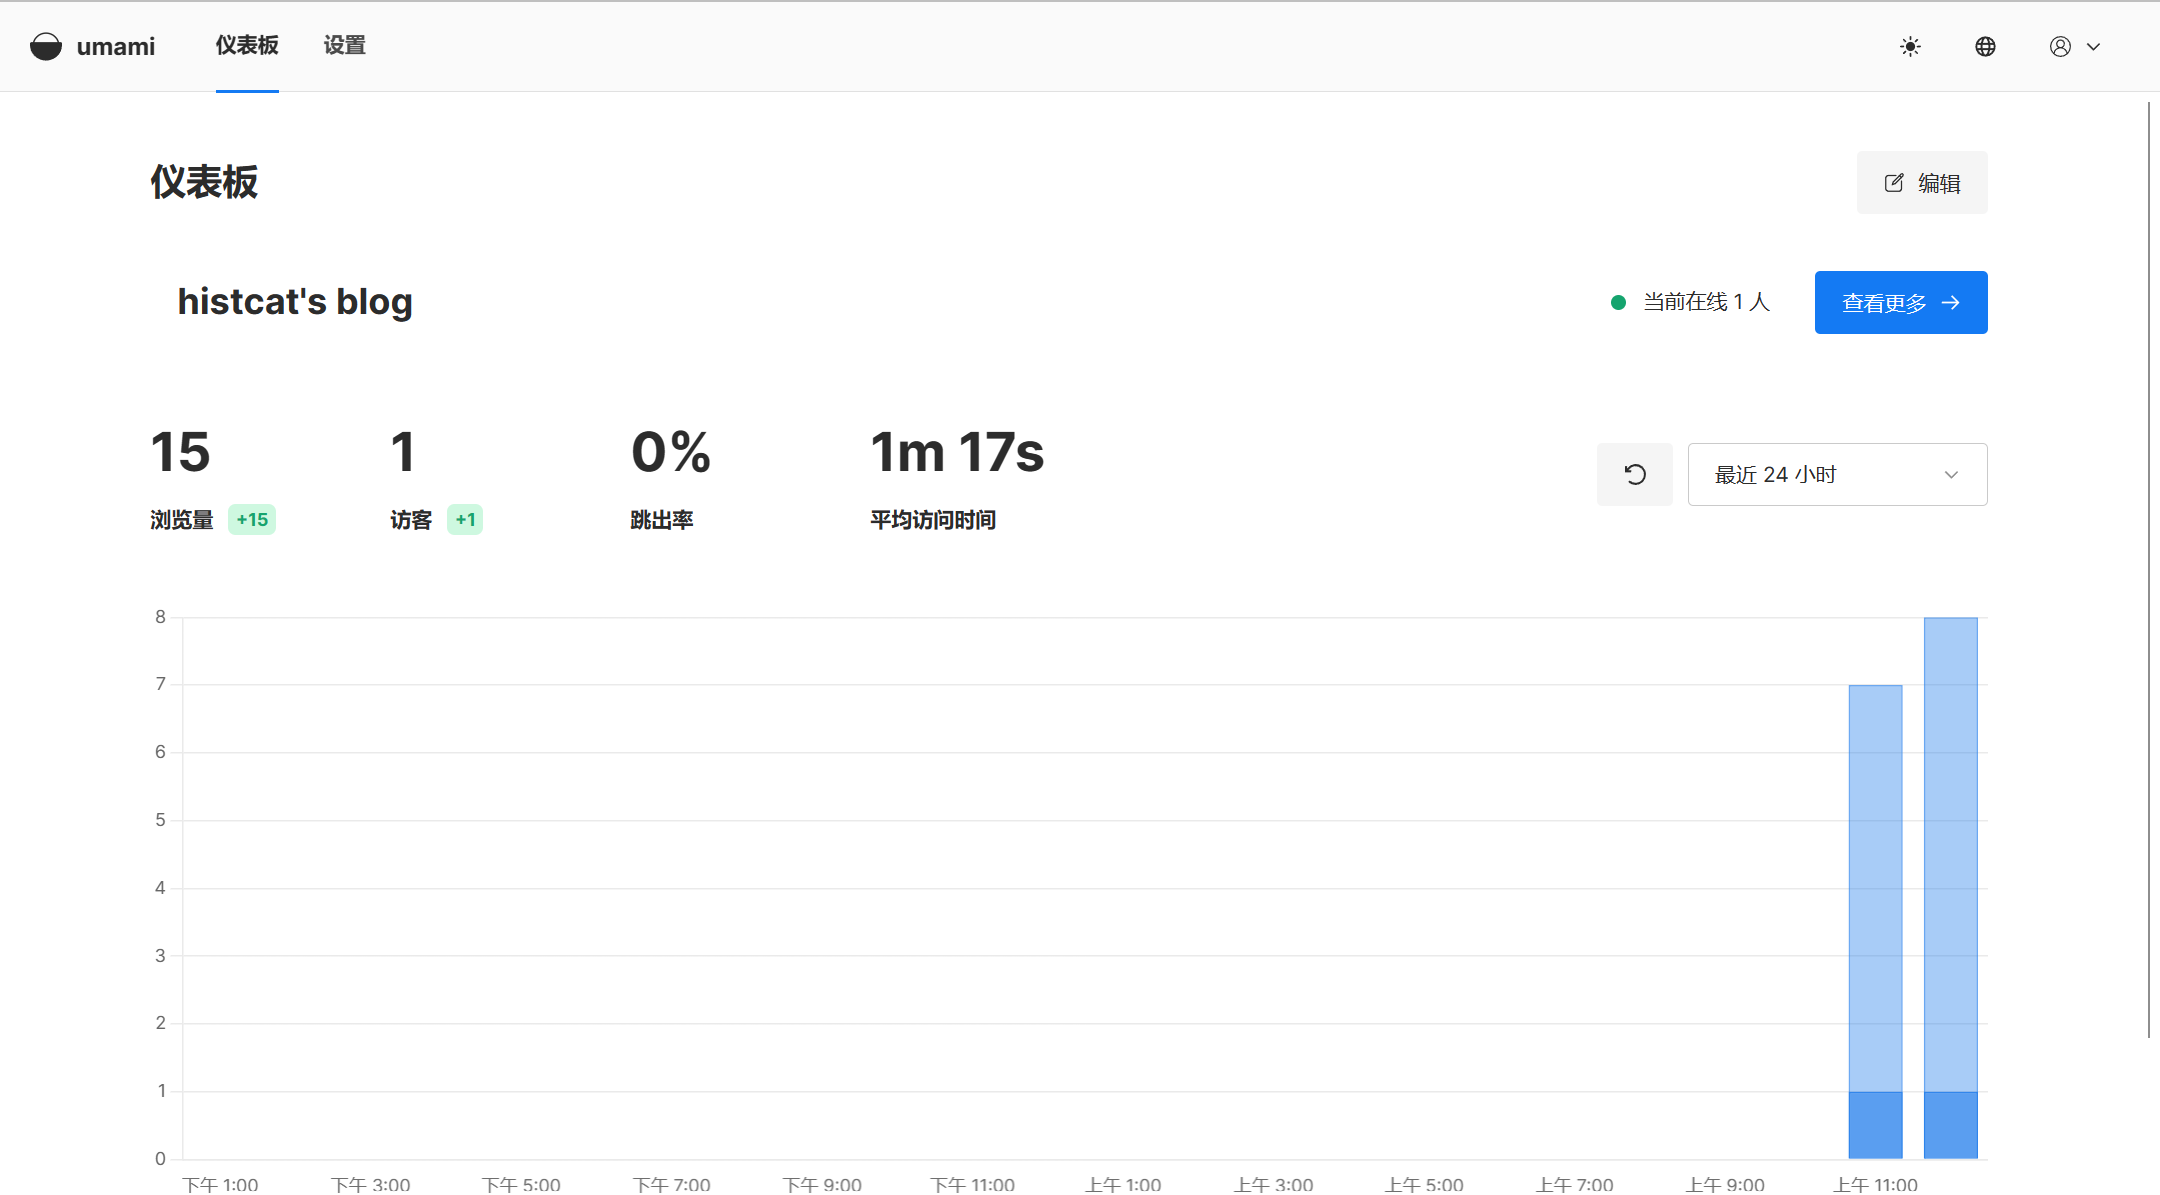 umami 仪表板 设置
仪表板 编辑
histcat's blog 当前在线 1 人 查看更多
15 1 0% 1m 17s
最近 24 小时
浏览量 +15 访客 +1 跳出率 平均访问时间
8
7
6
5
4
3
2
1
0
下午 1:00 下午 3:00 下午 5:00 下午 7:00 下午 9:00 下午 11:00 上午 1:00 上午 3:00 上午 5:00 上午 7:00 上午 9:00 上午 11:00